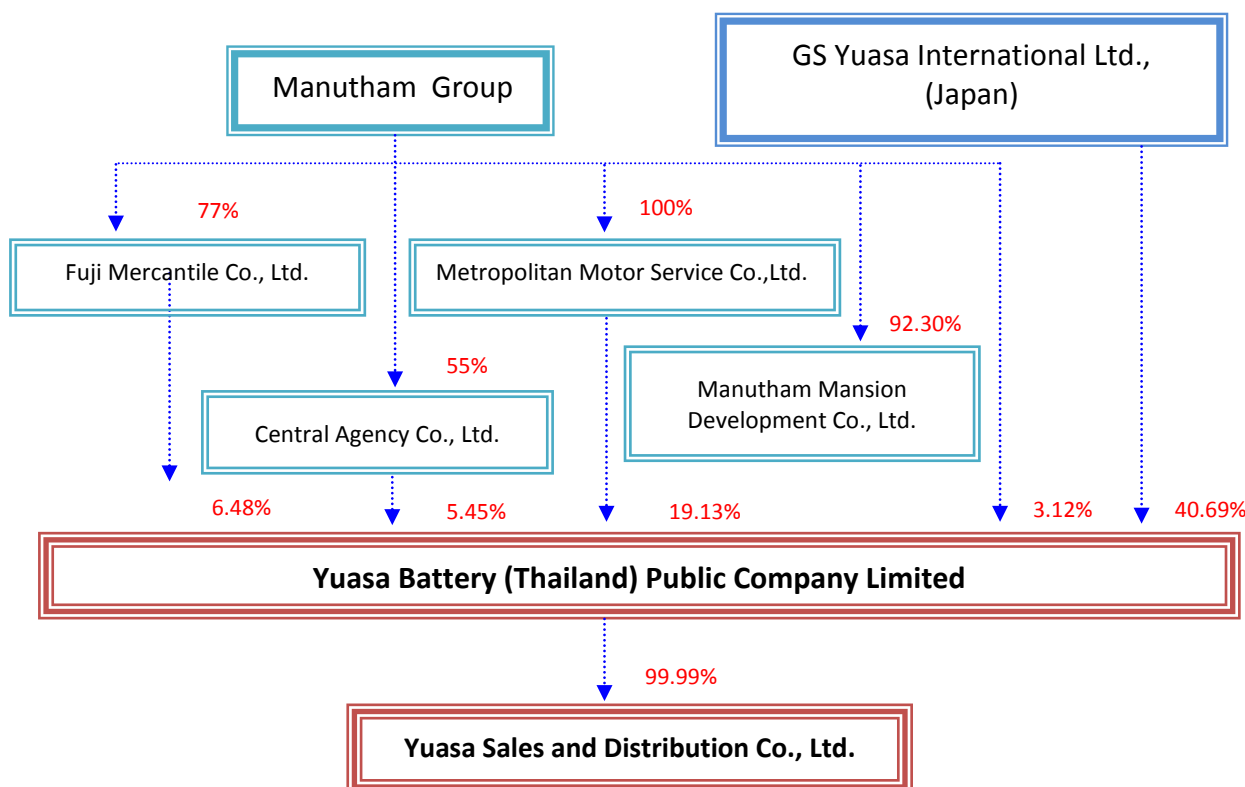 Manutham Group
GS Yuasa International Ltd.,
(Japan)
77%
100%
Fuji Mercantile Co., Ltd.
Metropolitan Motor Service Co.,Ltd.
92.30%
55%
Manutham Mansion
Development Co., Ltd.
Central Agency Co., Ltd.
6.48%
5.45%
19.13%
3.12%
40.69%
Yuasa Battery (Thailand) Public Company Limited
99.99%
Yuasa Sales and Distribution Co., Ltd.